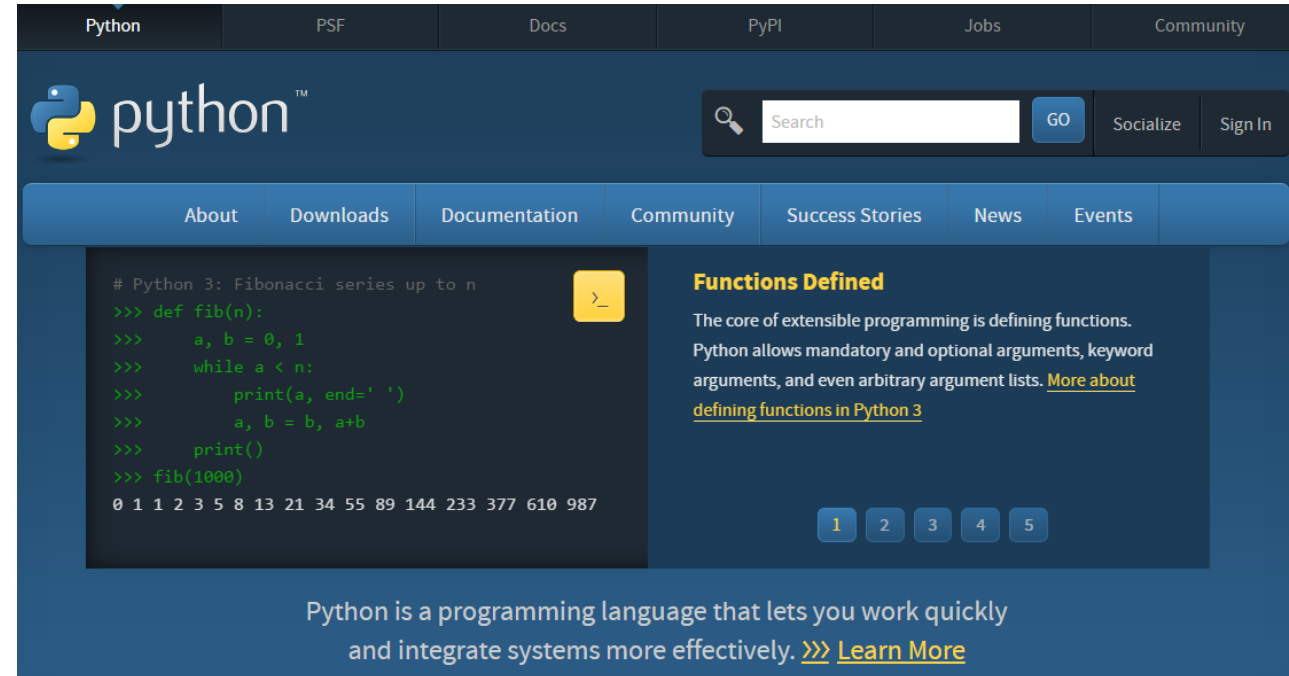 Python PSF Docs PyPI Jobs Community
python™
Search GO Socialize Sign In
About Downloads Documentation Community Success Stories News Events
# Python 3: Fibonacci series up to n
>>> def fib(n):
>>>     a, b = 0, 1
>>>     while a < n:
>>>         print(a, end=' ')
>>>         a, b = b, a+b
>>>     print()
>>> fib(1000)
0 1 1 2 3 5 8 13 21 34 55 89 144 233 377 610 987
>_
Functions Defined
The core of extensible programming is defining functions.
Python allows mandatory and optional arguments, keyword
arguments, and even arbitrary argument lists. More about
defining functions in Python 3
1 2 3 4 5
Python is a programming language that lets you work quickly
and integrate systems more effectively. >>> Learn More